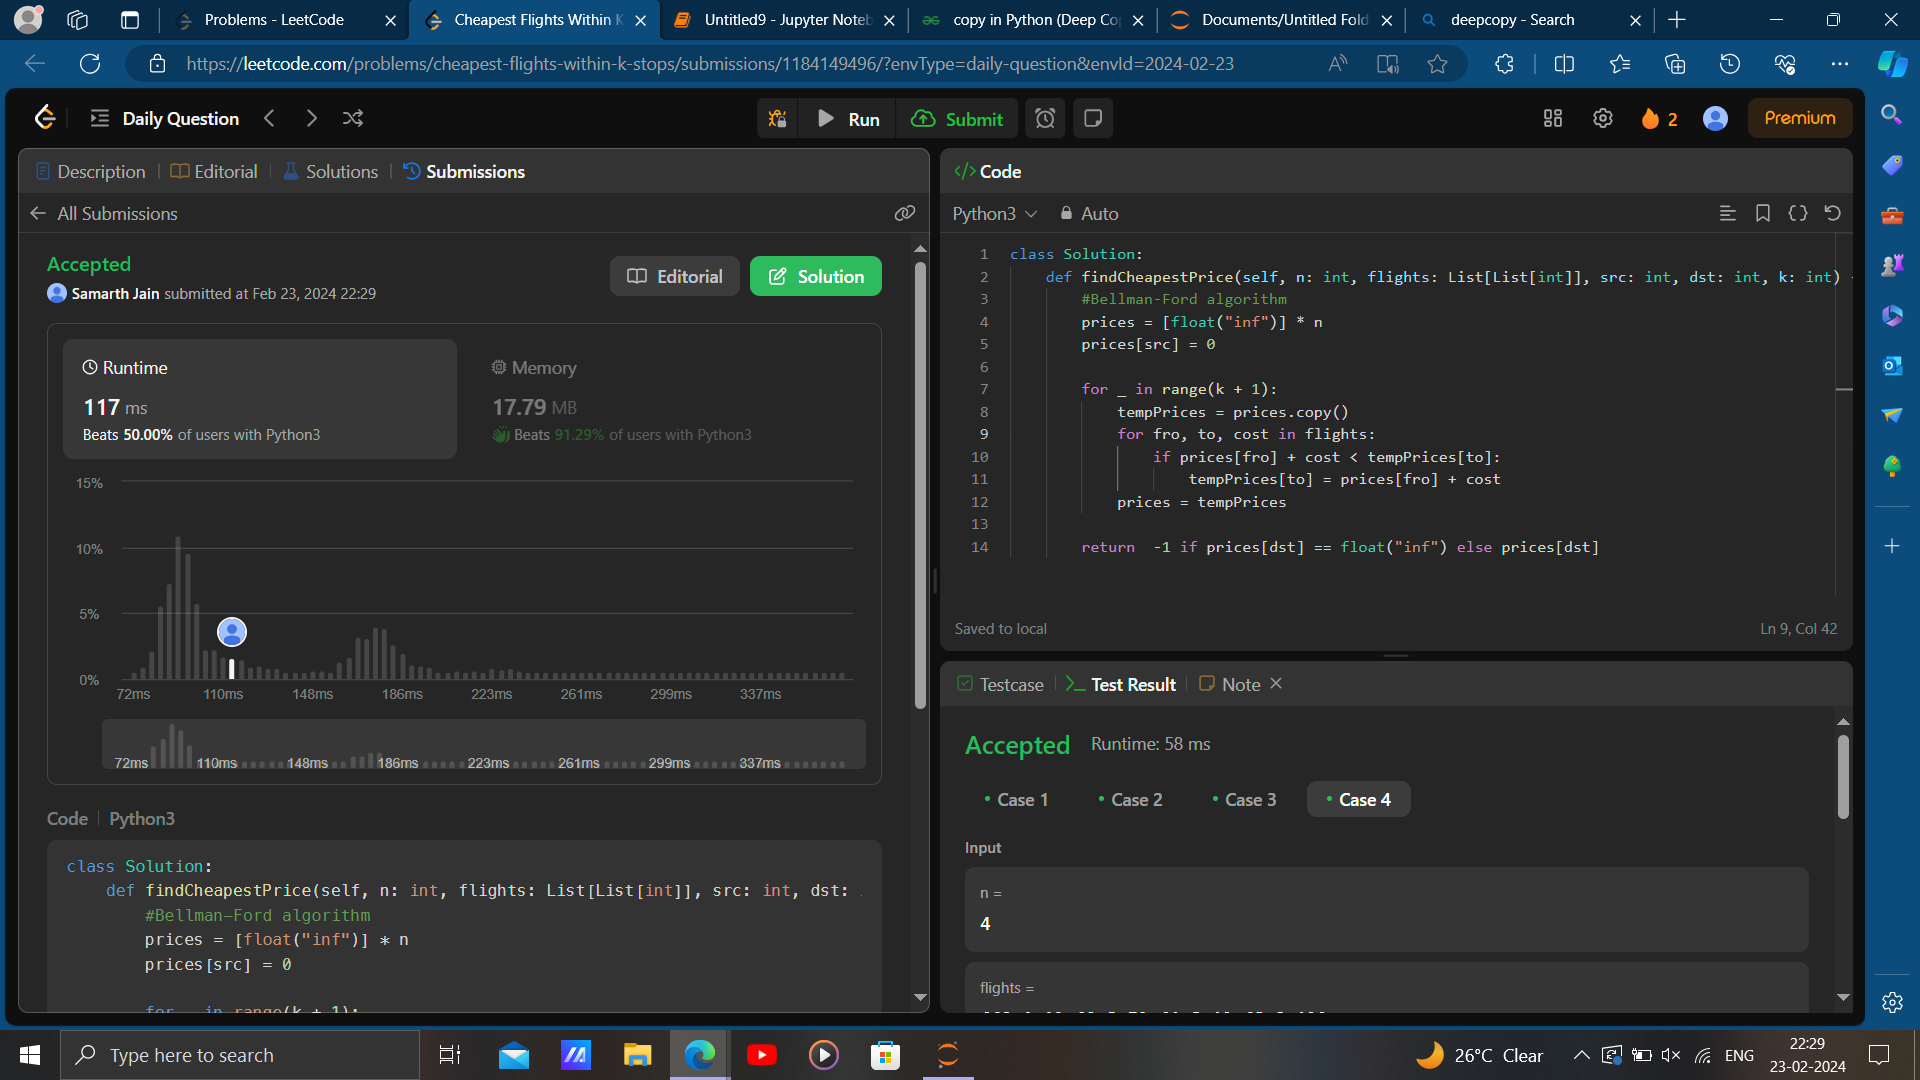 Problems - LeetCode
Cheapest Flights Within K
Untitled9 - Jupyter Noteb
copy in Python (Deep Co
Documents/Untitled Fold
deepcopy - Search
https://leetcode.com/problems/cheapest-flights-within-k-stops/submissions/1184149496/?envType=daily-question&envId=2024-02-23
Daily Question
Run
Submit
2
Premium
Description
Editorial
Solutions
Submissions
All Submissions
Accepted
Samarth Jain submitted at Feb 23, 2024 22:29
Editorial
Solution
Runtime
117 ms
Beats 50.00% of users with Python3
Memory
17.79 MB
Beats 91.29% of users with Python3
15%
10%
5%
0%
72ms 110ms 148ms 186ms 223ms 261ms 299ms 337ms
72ms 110ms 148ms 186ms 223ms 261ms 299ms 337ms
Code Python3
class Solution:
def findCheapestPrice(self, n: int, flights: List[List[int]], src: int, dst:
#Bellman-Ford algorithm
prices = [float("inf")] * n
prices[src] = 0
for _ in range(k + 1):
Code
Python3
Auto
1 class Solution:
2 def findCheapestPrice(self, n: int, flights: List[List[int]], src: int, dst: int, k: int) -
3 #Bellman-Ford algorithm
4 prices = [float("inf")] * n
5 prices[src] = 0
6
7 for _ in range(k + 1):
8 tempPrices = prices.copy()
9 for fro, to, cost in flights:
10 if prices[fro] + cost < tempPrices[to]:
11 tempPrices[to] = prices[fro] + cost
12 prices = tempPrices
13
14 return  -1 if prices[dst] == float("inf") else prices[dst]
Saved to local
Ln 9, Col 42
Testcase
Test Result
Note
Accepted Runtime: 58 ms
Case 1
Case 2
Case 3
Case 4
Input
n =
4
flights =
Type here to search
26°C Clear
ENG
22:29
23-02-2024